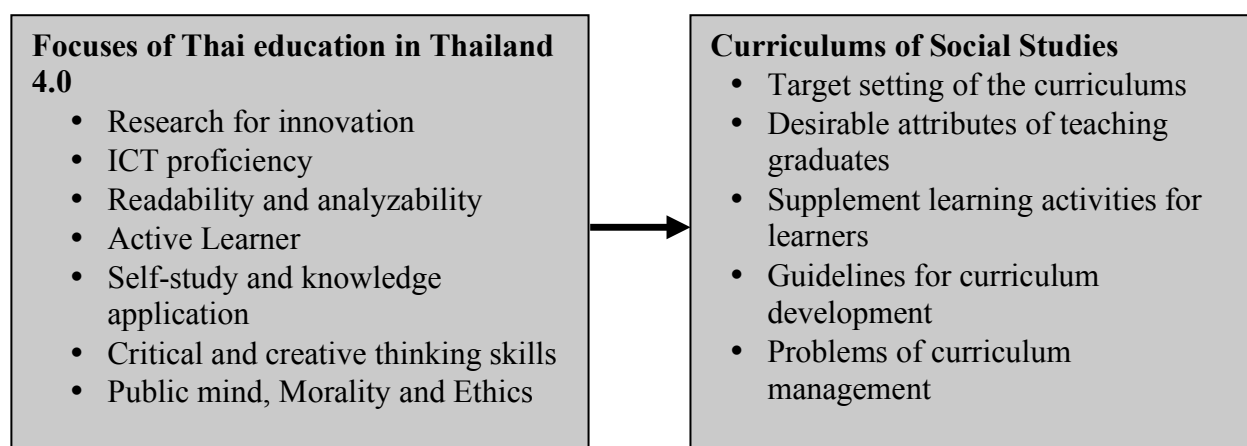 Focuses of Thai education in Thailand
4.0
• Research for innovation
• ICT proficiency
• Readability and analyzability
• Active Learner
• Self-study and knowledge
application
• Critical and creative thinking skills
• Public mind, Morality and Ethics
Curriculums of Social Studies
• Target setting of the curriculums
• Desirable attributes of teaching
graduates
• Supplement learning activities for
learners
• Guidelines for curriculum
development
• Problems of curriculum
management